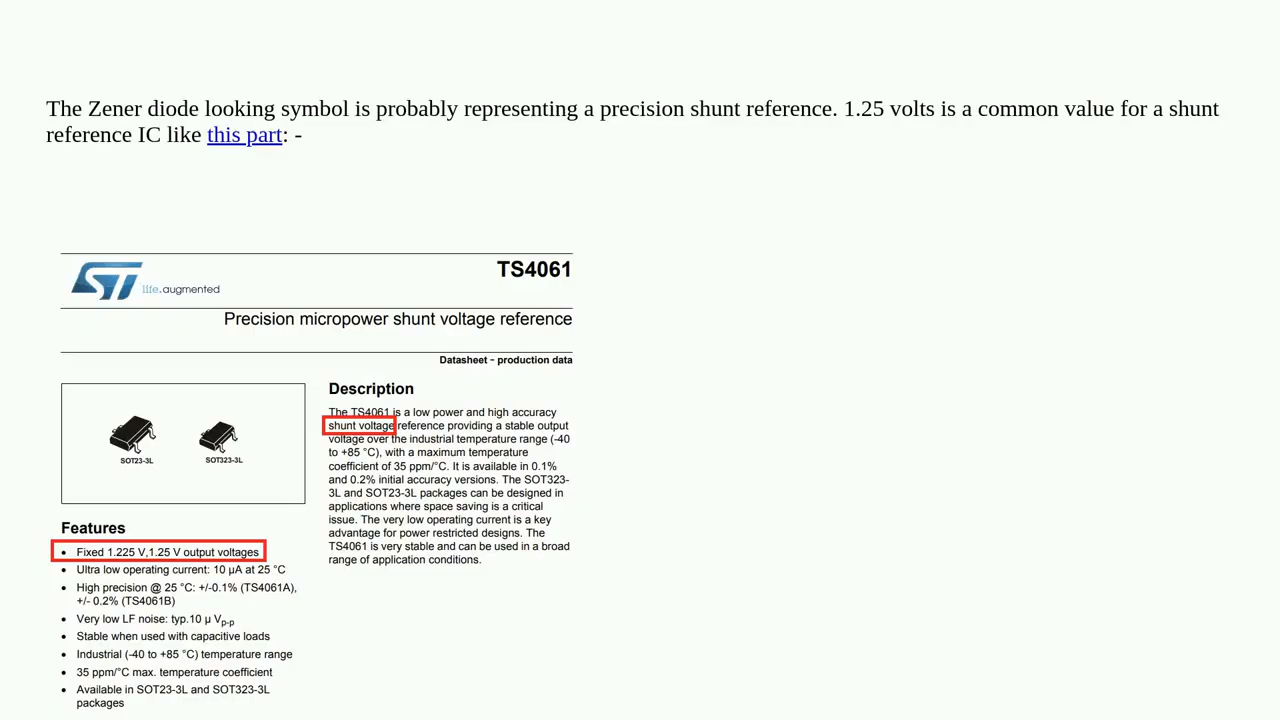 The Zener diode looking symbol is probably representing a precision shunt reference. 1.25 volts is a common value for a shunt
reference IC like this part: -
ST
life.augmented
TS4061
Precision micropower shunt voltage reference
Datasheet - production data
SOT23-3L
SOT323-3L
Features
• Fixed 1.225 V,1.25 V output voltages
• Ultra low operating current: 10 µA at 25 °C
• High precision @ 25 °C: +/-0.1% (TS4061A),
+/- 0.2% (TS4061B)
• Very low LF noise: typ.10 µ Vp-p
• Stable when used with capacitive loads
• Industrial (-40 to +85 °C) temperature range
• 35 ppm/°C max. temperature coefficient
• Available in SOT23-3L and SOT323-3L
packages
Description
The TS4061 is a low power and high accuracy
shunt voltage reference providing a stable output
voltage over the industrial temperature range (-40
to +85 °C), with a maximum temperature
coefficient of 35 ppm/°C. It is available in 0.1%
and 0.2% initial accuracy versions. The SOT323-
3L and SOT23-3L packages can be designed in
applications where space saving is a critical
issue. The very low operating current is a key
advantage for power restricted designs. The
TS4061 is very stable and can be used in a broad
range of application conditions.